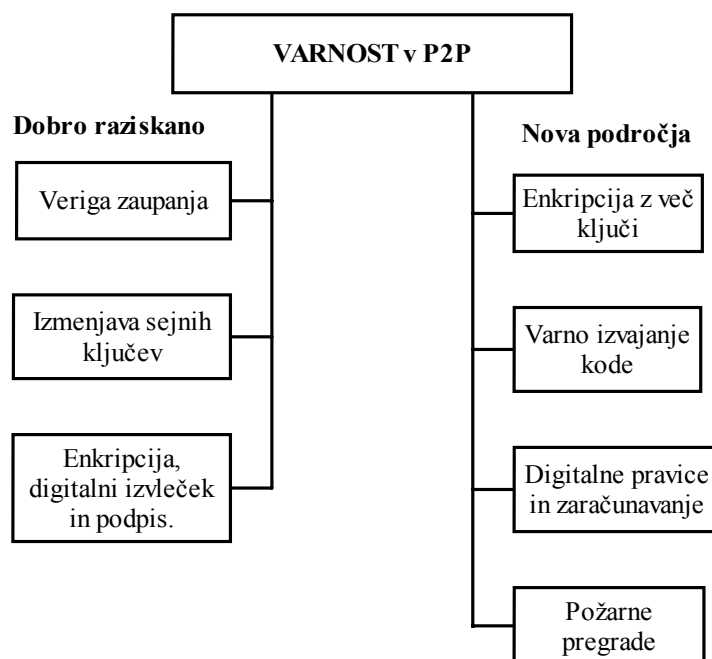 VARNOST v P2P
Dobro raziskano
Veriga zaupanja
Izmenjava sejnih
ključev
Enkripcija,
digitalni izvleček
in podpis.
Nova področja
Enkripcija z več
ključi
Varno izvajanje
kode
Digitalne pravice
in zaračunavanje
Požarne
pregrade